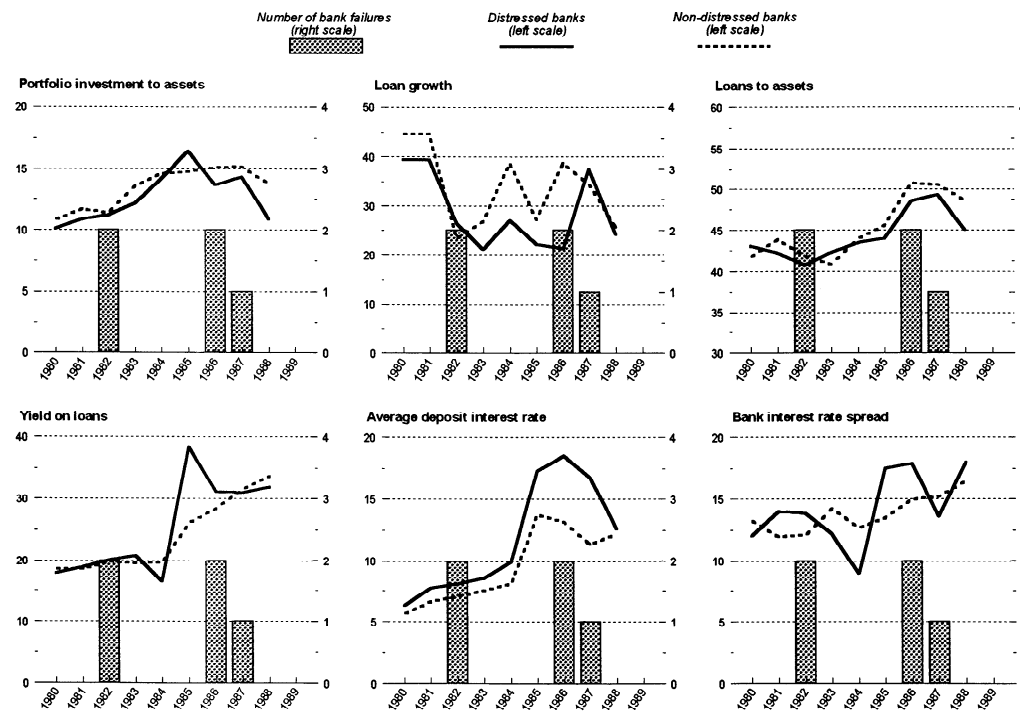 Number of bank failures
(right scale)
Distressed banks
(left scale)
Non-distressed banks
(left scale)
Portfolio investment to assets
20
15
10
5
0
4
3
2
1
0
1980 1981 1982 1983 1984 1985 1986 1987 1988 1989
Loan growth
50
40
30
20
10
0
4
3
2
1
0
1980 1981 1982 1983 1984 1985 1986 1987 1988 1989
Loans to assets
60
55
50
45
40
35
30
1980 1981 1982 1983 1984 1985 1986 1987 1988 1989
Yield on loans
40
30
20
10
0
4
3
2
1
0
1980 1981 1982 1983 1984 1985 1986 1987 1988 1989
Average deposit interest rate
20
15
10
5
0
4
3
2
1
0
1980 1981 1982 1983 1984 1985 1986 1987 1988 1989
Bank interest rate spread
20
15
10
5
0
1980 1981 1982 1983 1984 1985 1986 1987 1988 1989